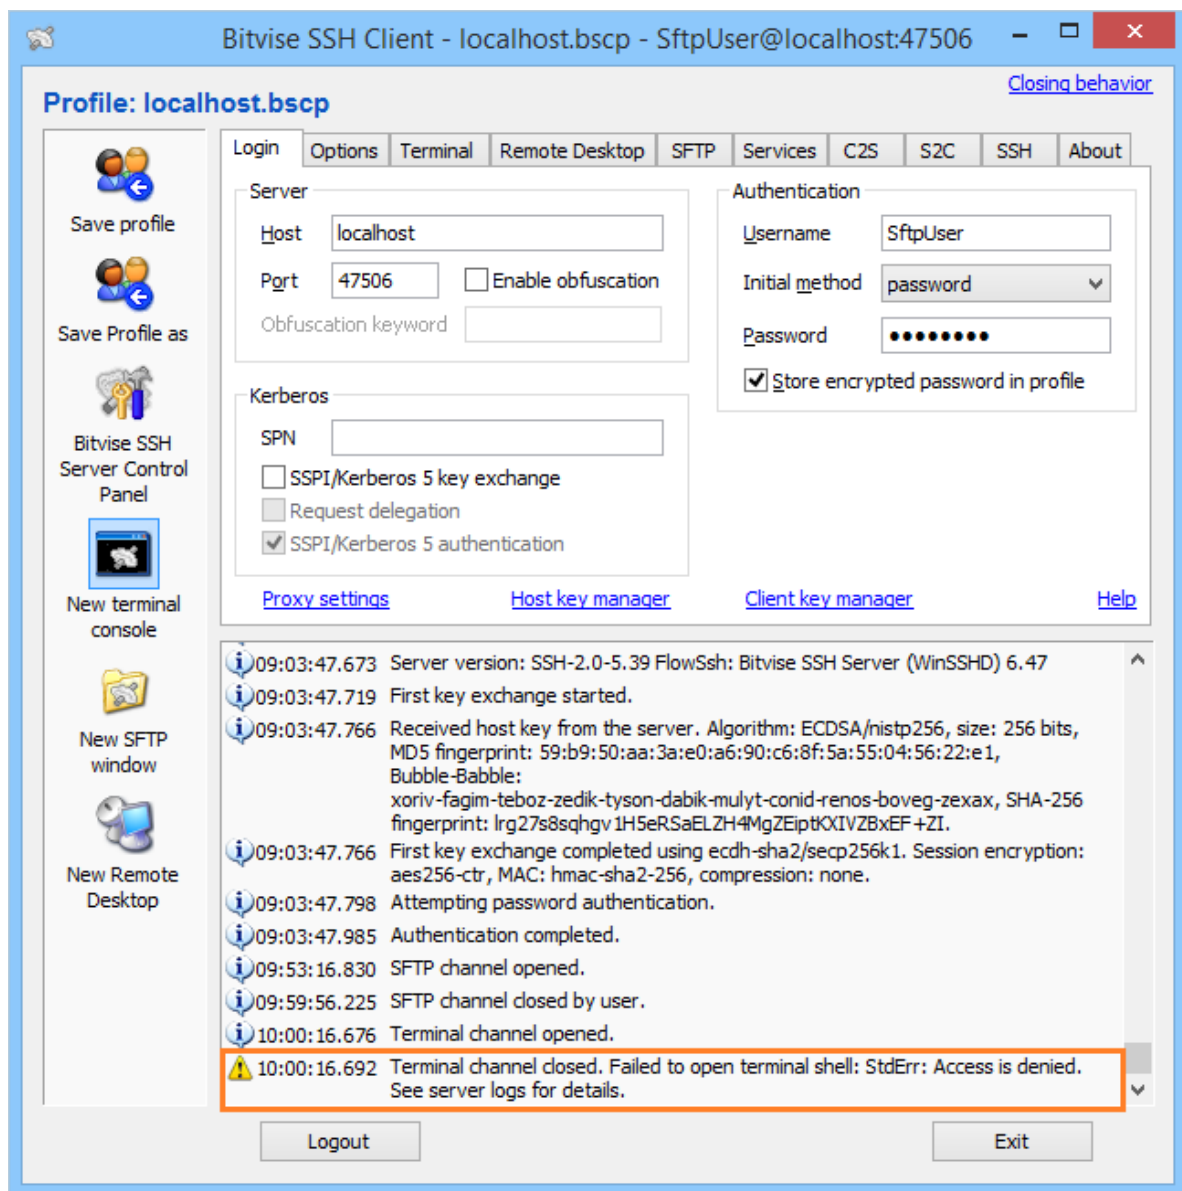 Bitvise SSH Client - localhost.bscp - SftpUser@localhost:47506
Closing behavior
Profile: localhost.bscp
Save profile
Save Profile as
Bitvise SSH
Server Control
Panel
New terminal
console
New SFTP
window
New Remote
Desktop
Login Options Terminal Remote Desktop SFTP Services C2S S2C SSH About
Server
Host localhost
Port 47506 Enable obfuscation
Obfuscation keyword
Kerberos
SPN
SSPI/Kerberos 5 key exchange
Request delegation
SSPI/Kerberos 5 authentication
Authentication
Username SftpUser
Initial method password
Password ●●●●●●●●
Store encrypted password in profile
Proxy settings Host key manager Client key manager Help
09:03:47.673 Server version: SSH-2.0-5.39 FlowSsh: Bitvise SSH Server (WinSSHD) 6.47
09:03:47.719 First key exchange started.
09:03:47.766 Received host key from the server. Algorithm: ECDSA/nistp256, size: 256 bits,
MD5 fingerprint: 59:b9:50:aa:3a:e0:a6:90:c6:8f:5a:55:04:56:22:e1,
Bubble-Babble:
xoriv-fagim-teboz-zedik-tyson-dabik-mulyt-conid-renos-boveg-zexax, SHA-256
fingerprint: lrg27s8sqhgv1H5eRSaELZH4MgZEiptKXIVZBxEF+ZI.
09:03:47.766 First key exchange completed using ecdh-sha2/secp256k1. Session encryption:
aes256-ctr, MAC: hmac-sha2-256, compression: none.
09:03:47.798 Attempting password authentication.
09:03:47.985 Authentication completed.
09:53:16.830 SFTP channel opened.
09:59:56.225 SFTP channel closed by user.
10:00:16.676 Terminal channel opened.
10:00:16.692 Terminal channel closed. Failed to open terminal shell: StdErr: Access is denied.
See server logs for details.
Logout Exit